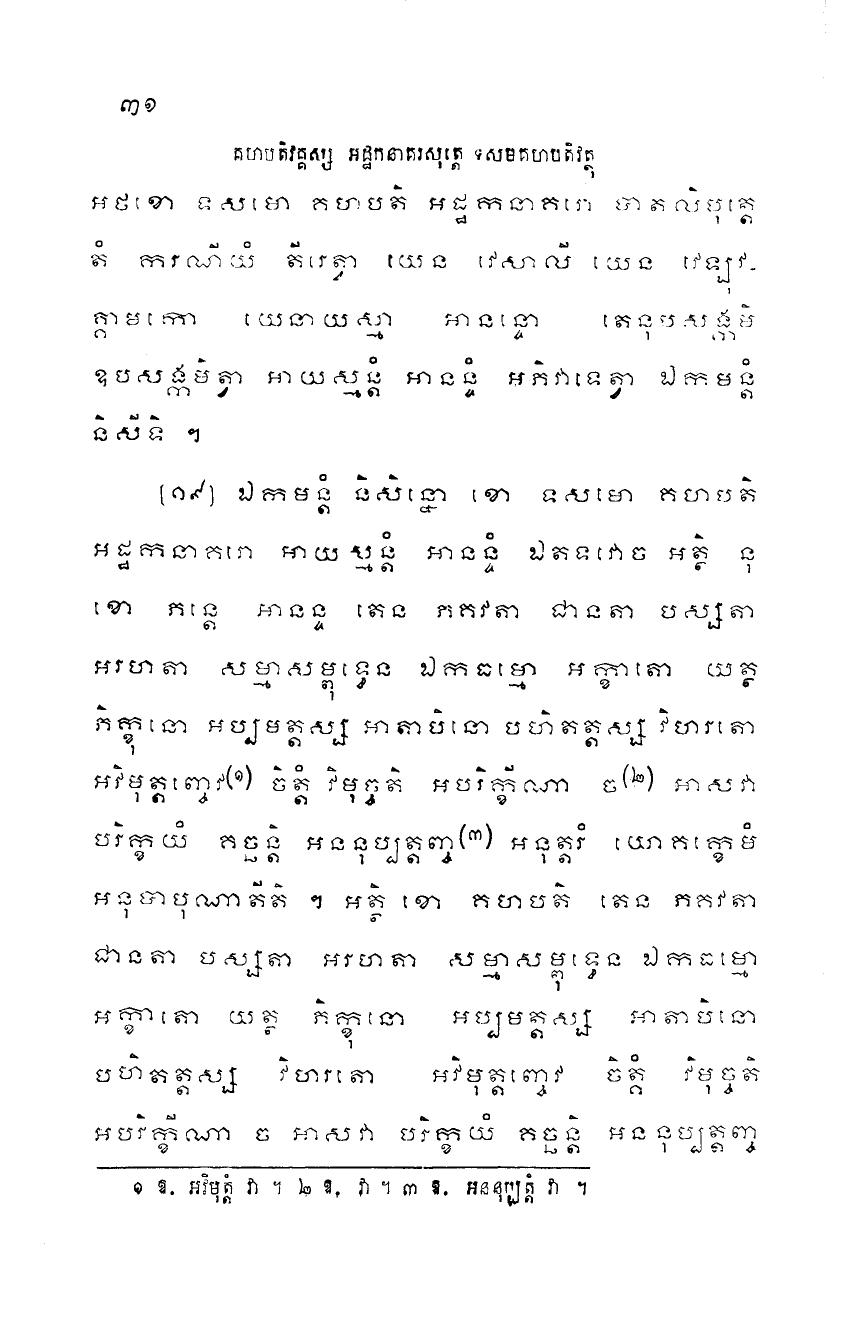 ៣១
គហបតិវគ្គស្ស អដ្ឋកនាគរសុត្តេ ទសមគហបតិវត្ថុ
អថខោ ទសមោ គហបតិ អដ្ឋកនាគរោ បាតលិបុត្តេ
តំ ករណីយំ តីរេត្វា យេន វេសាលី យេន វេឡុវ-
គ្គាមកោ យេនាយស្មា អានន្ទោ តេនុបសង្កមិ
ឧបសង្កមិត្វា អាយស្មន្តំ អានន្ទំ អភិវាទេត្វា ឯកមន្តំ
និសីទិ ។
(១៩) ឯកមន្តំ និសិន្នោ ខោ ទសមោ គហបតិ
អដ្ឋកនាគរោ អាយស្មន្តំ អានន្ទំ ឯតទវោច អត្ថិ នុ
ខោ ភន្តេ អានន្ទ តេន ភគវតា ជានតា បស្សតា
អរហតា សម្មាសម្ពុទ្ធេន ឯកធម្មោ អក្ខាតោ យត្ថ
ភិក្ខុនោ អប្បមត្តស្ស អាតាបិនោ បហិតត្តស្ស វិហរតោ
អវិមុត្តញ្ចេវ(១) ចិត្តំ វិមុច្ចតិ អបរិក្ខីណា ច(២) អាសវា
បរិក្ខយំ គច្ឆន្តិ អននុប្បត្តញ្ច(៣) អនុត្តរំ យោគក្ខេមំ
អនុបាបុណាតីតិ ។ អត្ថិ ខោ គហបតិ តេន ភគវតា
ជានតា បស្សតា អរហតា សម្មាសម្ពុទ្ធេន ឯកធម្មោ
អក្ខាតោ យត្ថ ភិក្ខុនោ អប្បមត្តស្ស អាតាបិនោ
បហិតត្តស្ស វិហរតោ អវិមុត្តញ្ចេវ ចិត្តំ វិមុច្ចតិ
អបរិក្ខីណា ច អាសវា បរិក្ខយំ គច្ឆន្តិ អននុប្បត្តញ្ច
១ ឱ. អវិមុត្តំ វា ។ ២ ឱ. វា ។ ៣ ឱ. អននុប្បត្តំ វា ។